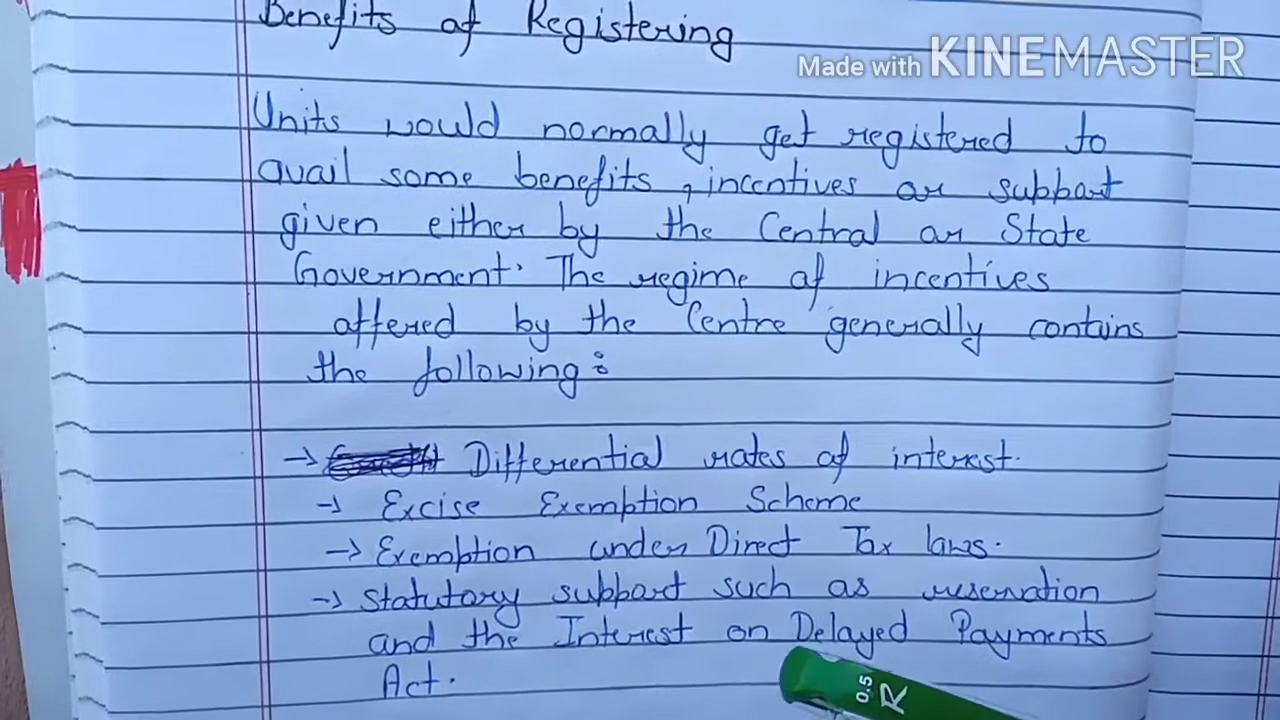 Benefits of Registering
Made with KINEMASTER
Units would normally get registered to
avail some benefits, incentives or support
given either by the Central or State
Government. The regime of incentives
offered by the Centre generally contains
the following:
→ Differential rates of interest.
→ Excise Exemption Scheme
→ Exemption under Direct Tax laws.
→ Statutory support such as reservation
and the Interest on Delayed Payments
Act.
0.5
R